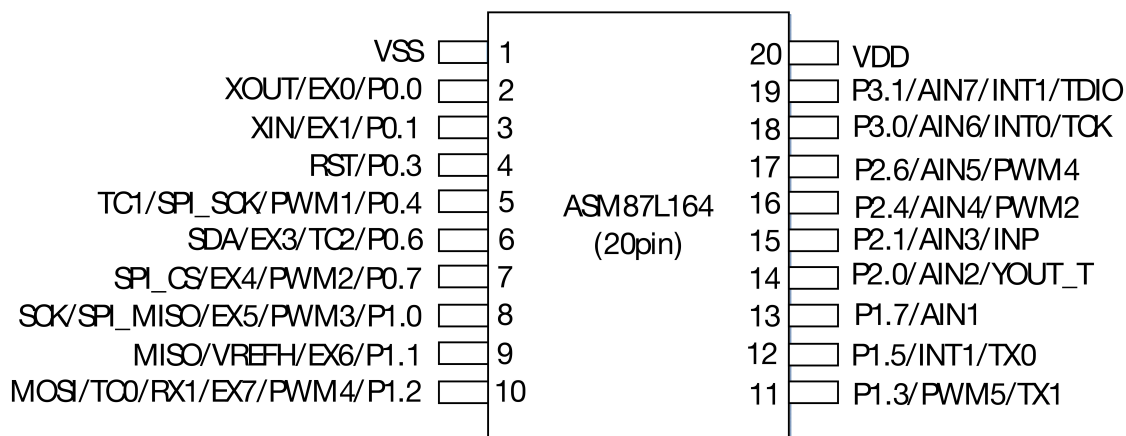 VSS 1
XOUT/EX0/P0.0 2
XIN/EX1/P0.1 3
RST/P0.3 4
TC1/SPI_SCK/PWM1/P0.4 5
SDA/EX3/TC2/P0.6 6
SPI_CS/EX4/PWM2/P0.7 7
SCK/SPI_MISO/EX5/PWM3/P1.0 8
MISO/VREFH/EX6/P1.1 9
MOSI/TC0/RX1/EX7/PWM4/P1.2 10
ASM87L164
(20pin)
20 VDD
19 P3.1/AIN7/INT1/TDIO
18 P3.0/AIN6/INT0/TCK
17 P2.6/AIN5/PWM4
16 P2.4/AIN4/PWM2
15 P2.1/AIN3/INP
14 P2.0/AIN2/YOUT_T
13 P1.7/AIN1
12 P1.5/INT1/TX0
11 P1.3/PWM5/TX1